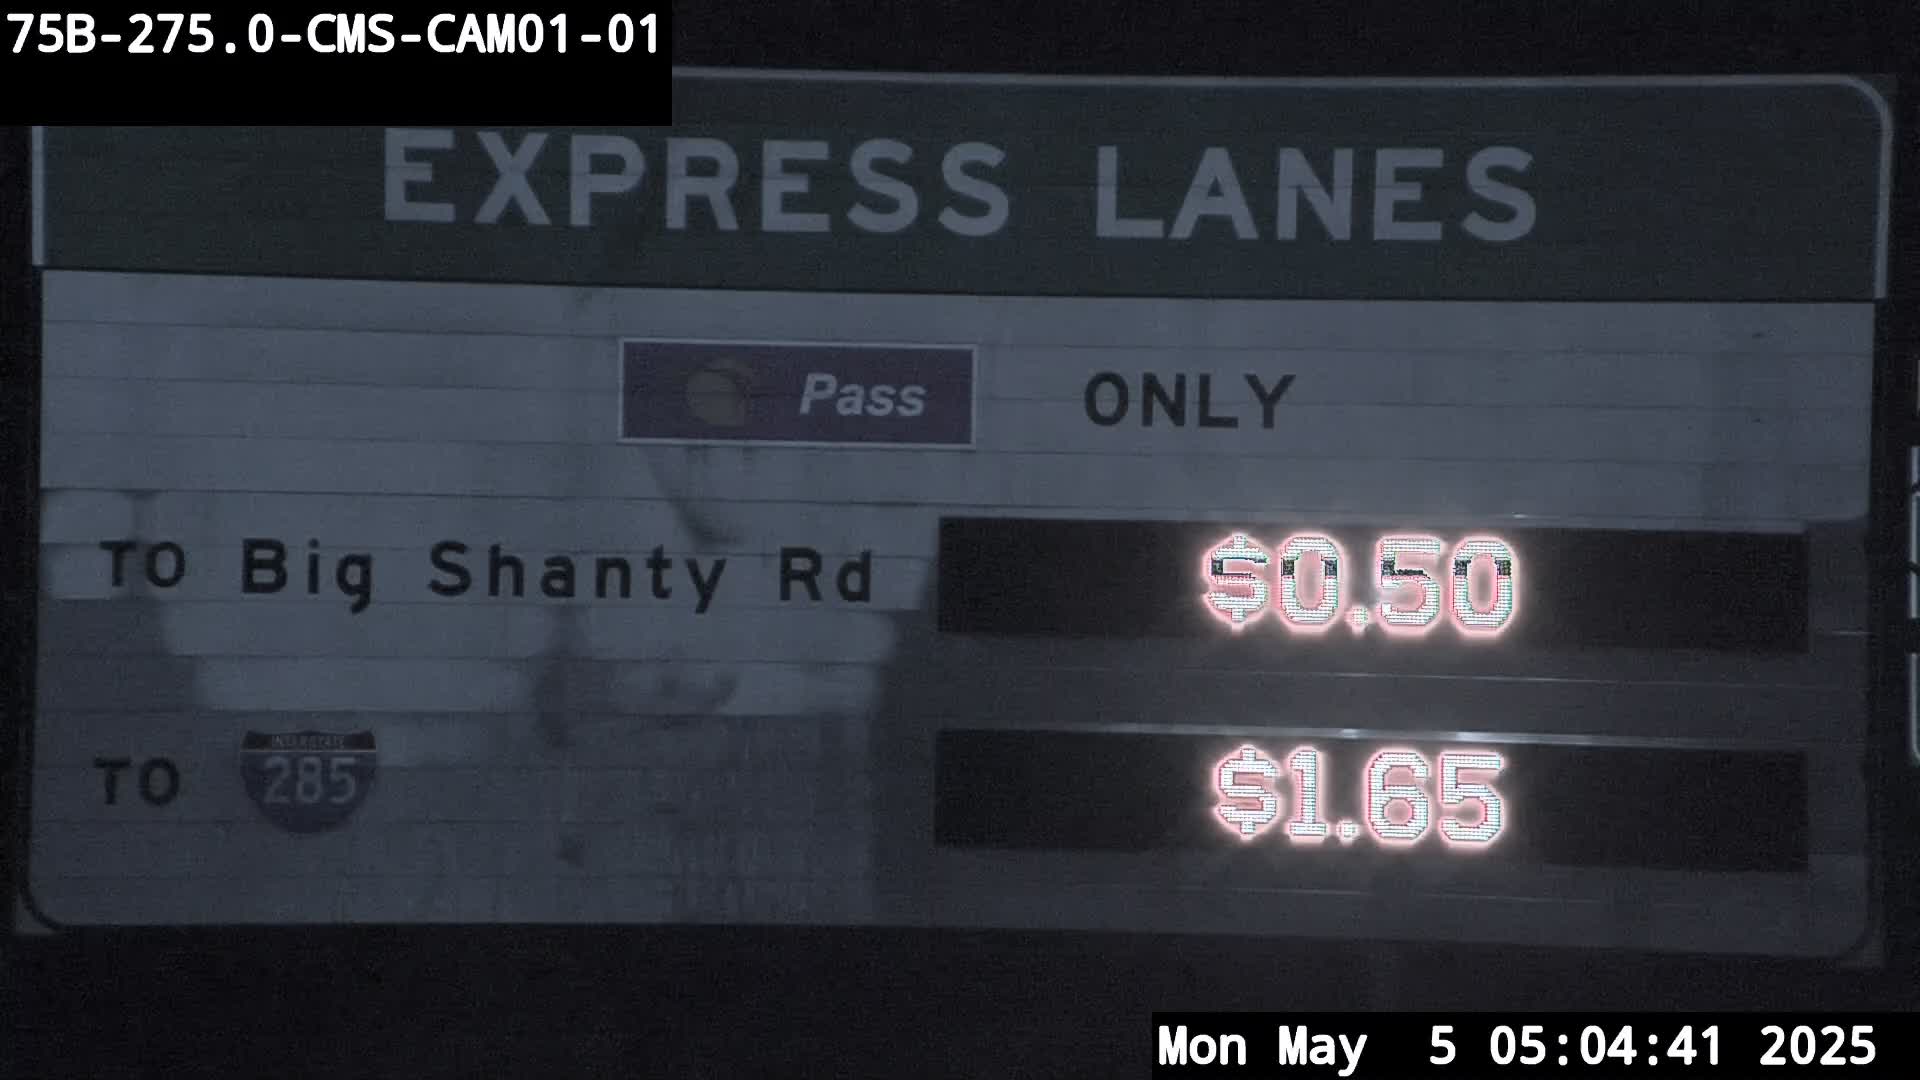 75B-275.0-CMS-CAM01-01
EXPRESS LANES
Pass ONLY
TO Big Shanty Rd $0.50
TO INTERSTATE 285 $1.65
Mon May 5 05:04:41 2025